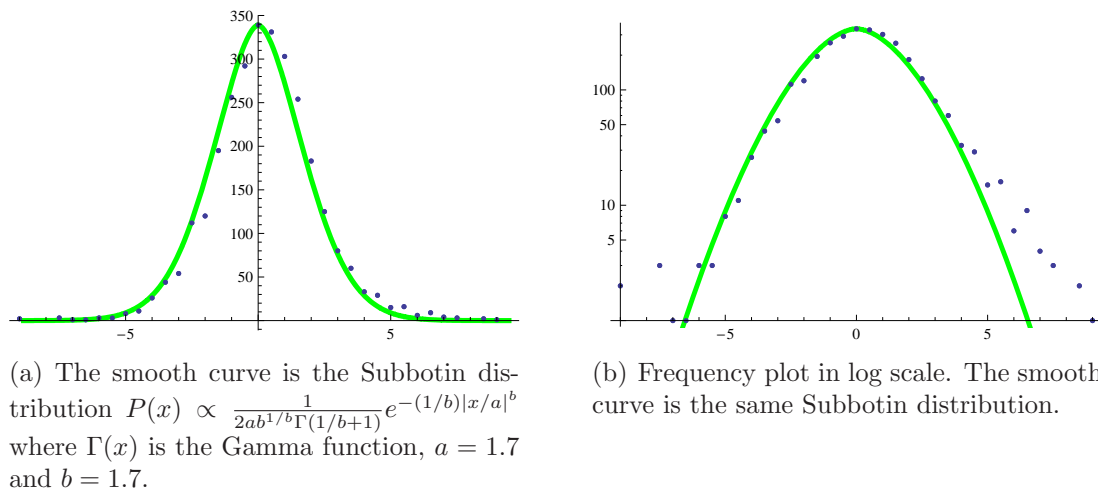 350
300
250
200
150
100
50
−5 5
100
50
10
5
−5 0 5
(a) The smooth curve is the Subbotin dis-
tribution P(x) ∝ 1/(2ab^{1/b}Γ(1/b+1)) e^{−(1/b)|x/a|^b}
where Γ(x) is the Gamma function, a = 1.7
and b = 1.7.
(b) Frequency plot in log scale. The smooth
curve is the same Subbotin distribution.